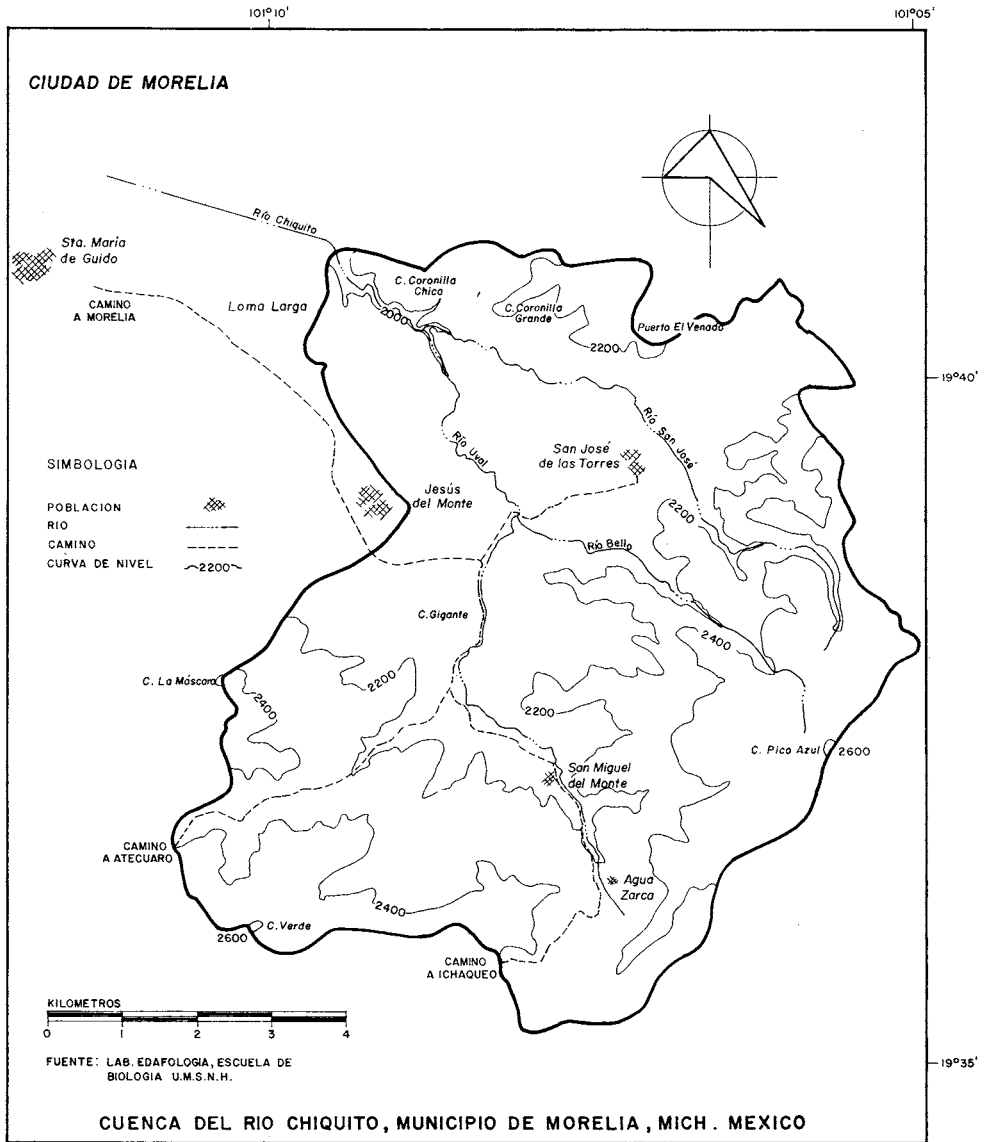 101°10'
101°05'
CIUDAD DE MORELIA
Río Chiquito
Sta. María
de Guido
CAMINO
A MORELIA
Loma Larga
C. Coronilla
Chica
2000
C. Coronilla
Grande
2200
Puerto El Venado
19°40'
Río Uval
San José
de las Torres
Río San José
SIMBOLOGIA
POBLACION
RIO
CAMINO
CURVA DE NIVEL
2200
Jesús
del Monte
2200
Río Bello
C. Gigante
2400
C. La Máscara
2400
2200
2200
C. Pico Azul
2600
San Miguel
del Monte
CAMINO
A ATECUARO
Agua
Zarca
2400
C. Verde
2600
CAMINO
A ICHAQUEO
KILOMETROS
0 1 2 3 4
FUENTE: LAB. EDAFOLOGIA, ESCUELA DE
BIOLOGIA U.M.S.N.H.
19°35'
CUENCA DEL RIO CHIQUITO, MUNICIPIO DE MORELIA, MICH. MEXICO